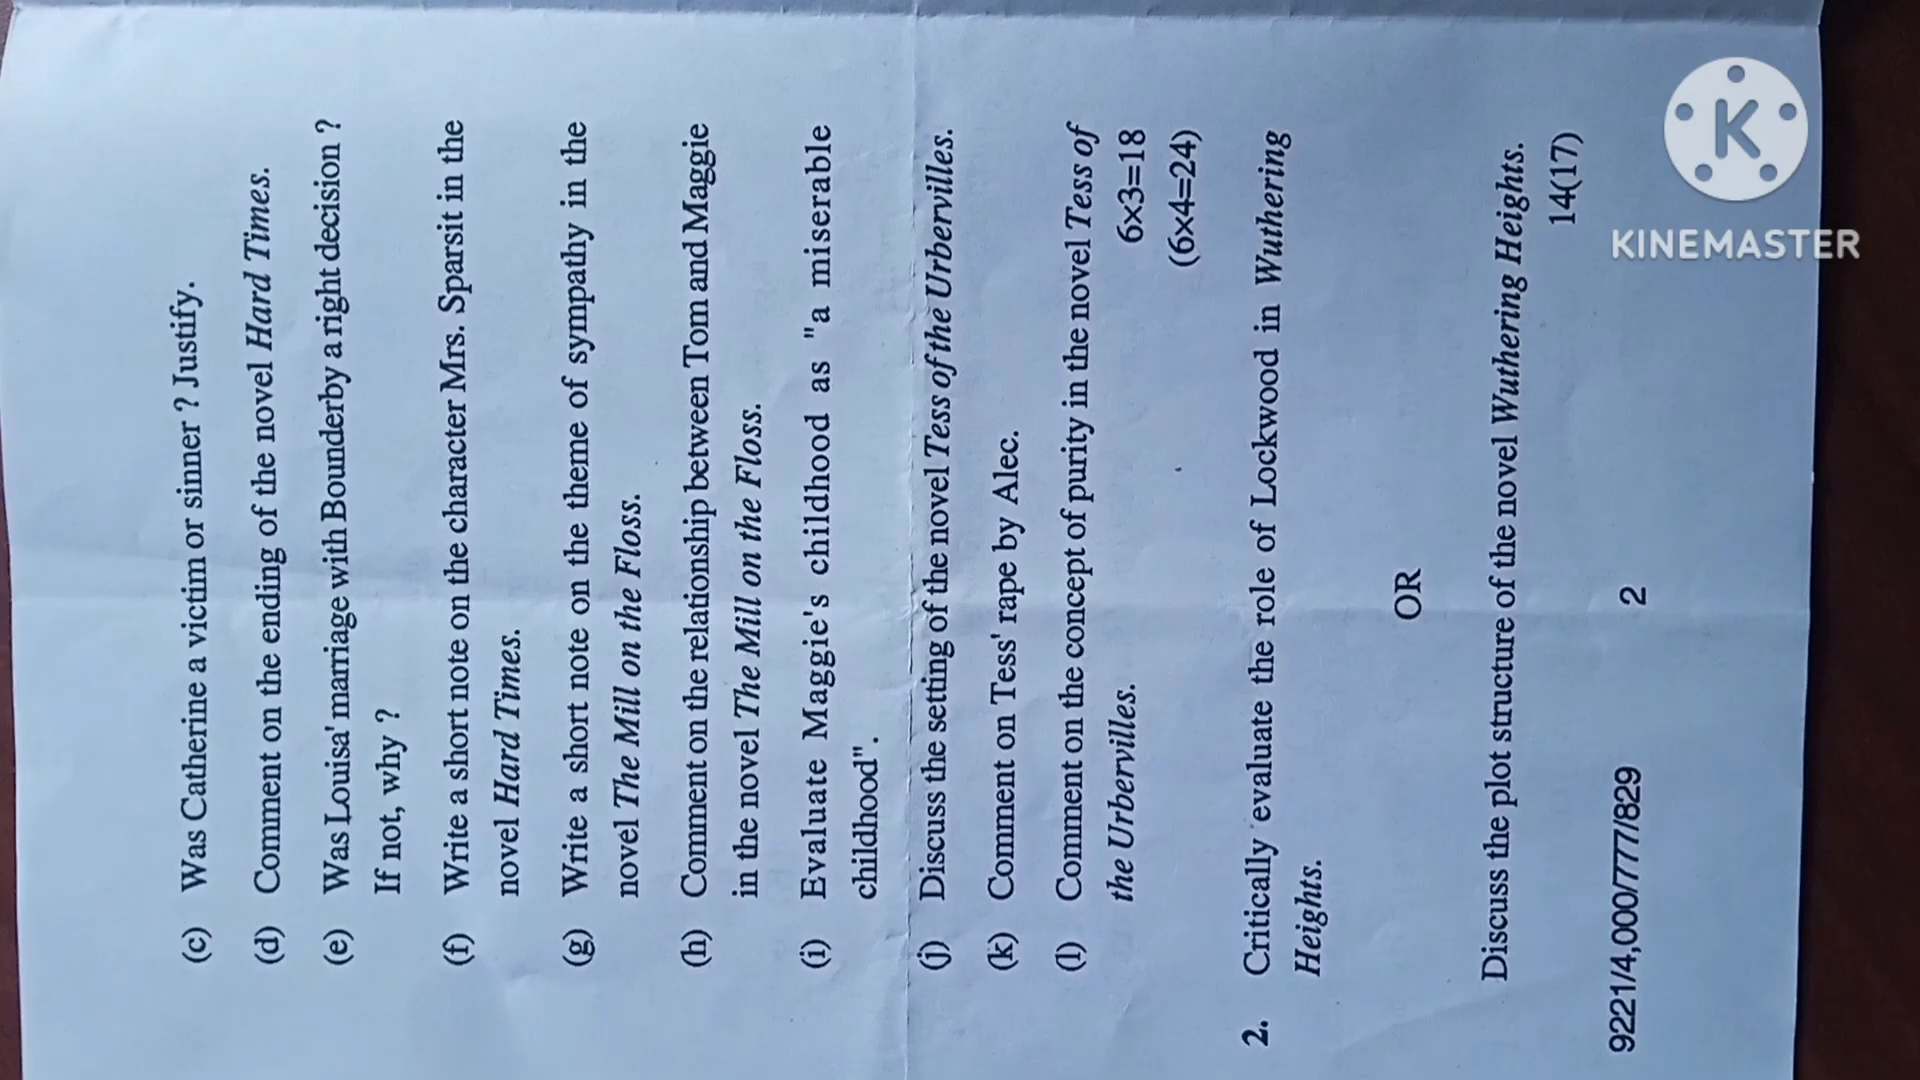 (c) Was Catherine a victim or sinner ? Justify.
(d) Comment on the ending of the novel Hard Times.
(e) Was Louisa' marriage with Bounderby a right decision ?
If not, why ?
(f) Write a short note on the character Mrs. Sparsit in the
novel Hard Times.
(g) Write a short note on the theme of sympathy in the
novel The Mill on the Floss.
(h) Comment on the relationship between Tom and Maggie
in the novel The Mill on the Floss.
(i) Evaluate Maggie's childhood as "a miserable
childhood".
(j) Discuss the setting of the novel Tess of the Urbervilles.
(k) Comment on Tess' rape by Alec.
(l) Comment on the concept of purity in the novel Tess of
the Urbervilles. 6×3=18
(6×4=24)
2. Critically evaluate the role of Lockwood in Wuthering
Heights.
OR
Discuss the plot structure of the novel Wuthering Heights.
14(17)
9221/4,000/777/829 2
K
KINEMASTER